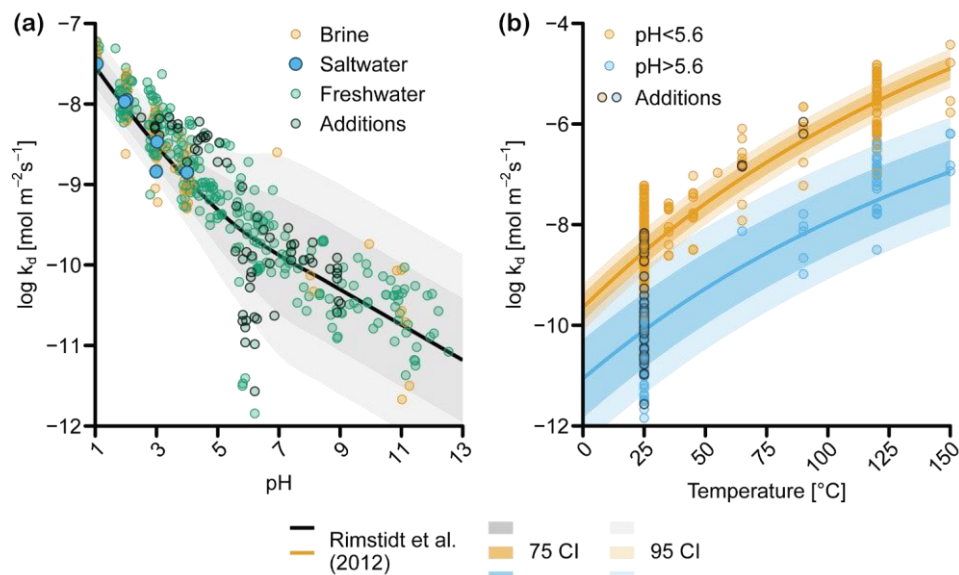 (a)
−7
−8
−9
−10
−11
−12
log k_d [mol m⁻²s⁻¹]
Brine
Saltwater
Freshwater
Additions
1
3
5
7
9
11
13
pH
(b)
−4
−6
−8
−10
−12
log k_d [mol m⁻²s⁻¹]
pH<5.6
pH>5.6
Additions
0
25
50
75
100
125
150
Temperature [°C]
Rimstidt et al.
(2012)
75 CI
95 CI